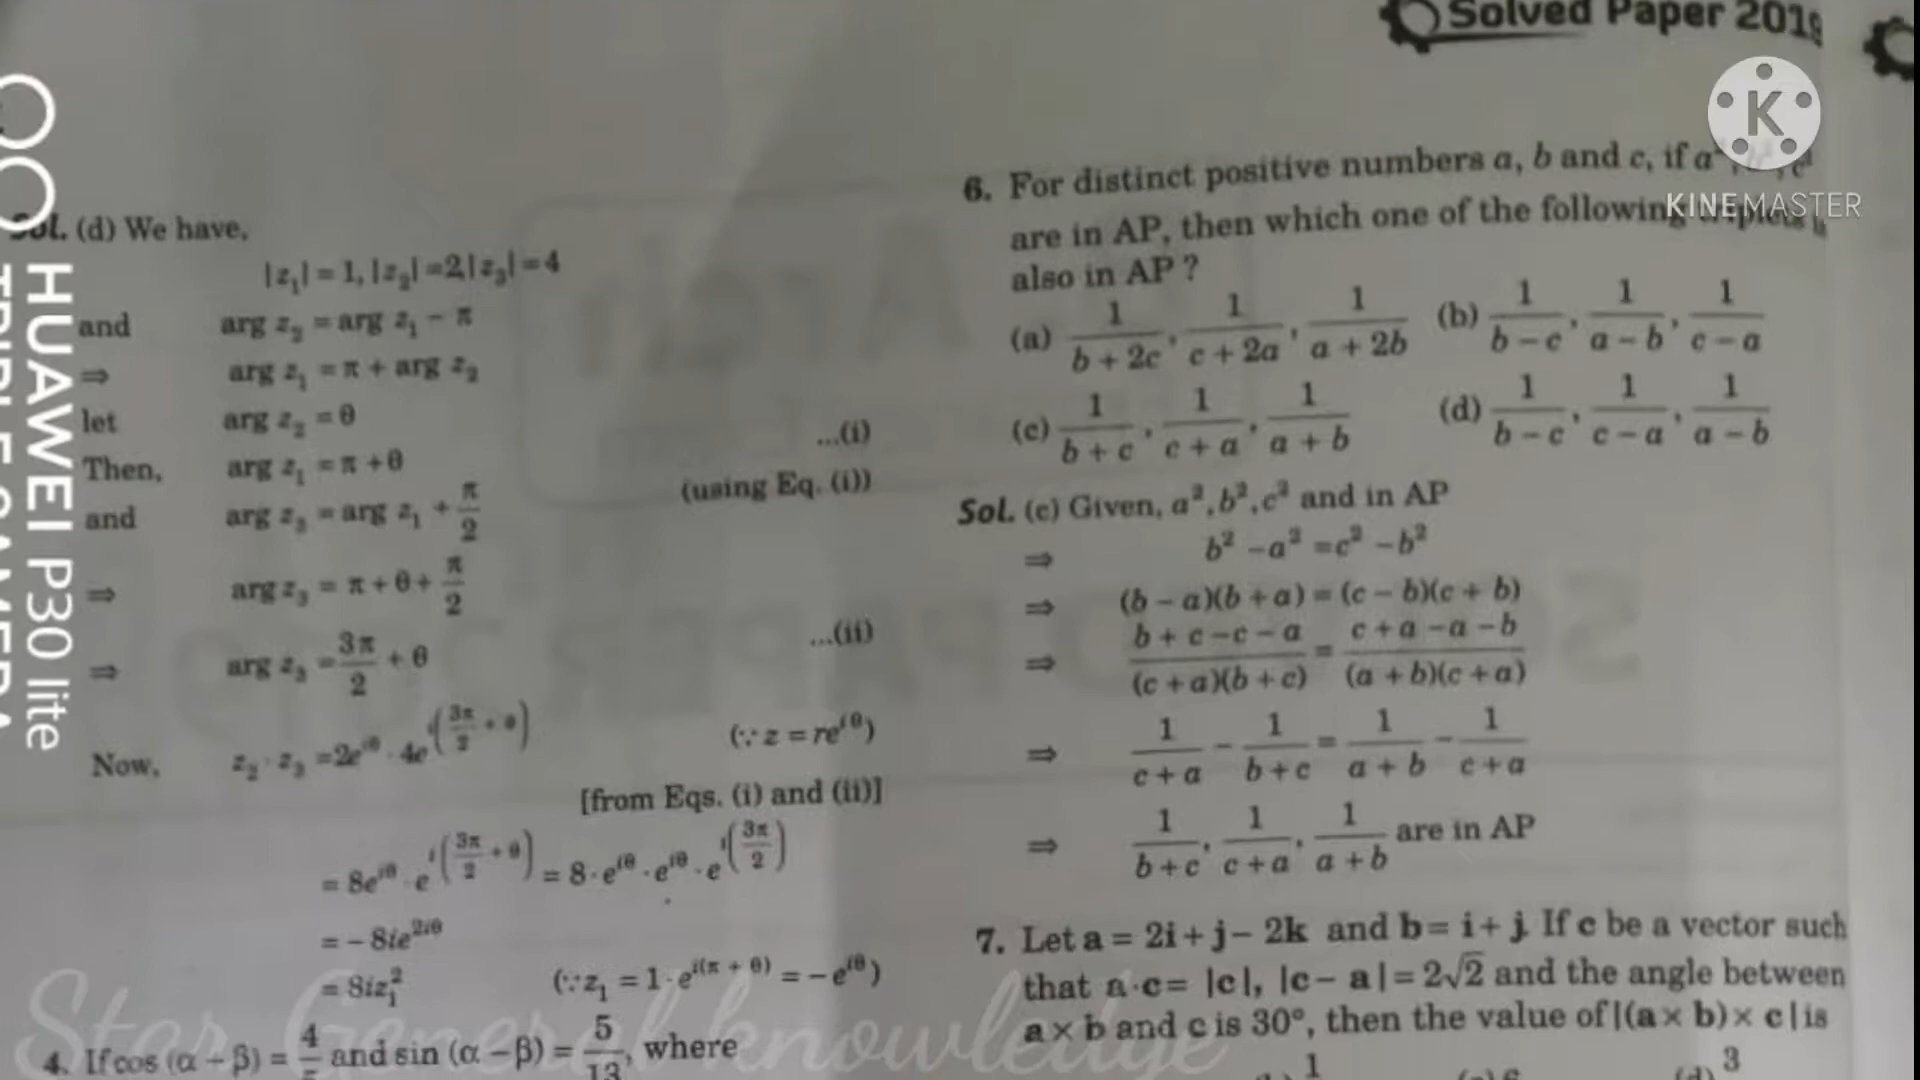 Solved Paper 2019
K
KINEMASTER
HUAWEI P30 lite
Sol. (d) We have,
|z₁| = 1, |z₂| = 2, |z₃| = 4
and arg z₂ = arg z₁ − π
⇒ arg z₁ = π + arg z₂
let arg z₂ = θ ...(i)
Then, arg z₁ = π + θ (using Eq. (i))
and arg z₃ = arg z₁ + π/2
⇒ arg z₃ = π + θ + π/2
⇒ arg z₃ = 3π/2 + θ ...(ii)
Now, z₂ · z₃ = 2e^{iθ} · 4e^{i(3π/2 + θ)} (∵ z = re^{iθ})
[from Eqs. (i) and (ii)]
= 8e^{iθ} · e^{i(3π/2 + θ)} = 8 · e^{iθ} · e^{iθ} · e^{i(3π/2)}
= − 8ie^{2iθ}
= 8iz₁² (∵ z₁ = 1 · e^{i(π + θ)} = −e^{iθ})
4. If cos (α − β) = 4/5 and sin (α − β) = 5/13, where
6. For distinct positive numbers a, b and c, if a
are in AP, then which one of the following
also in AP ?
(a) 1/(b + 2c), 1/(c + 2a), 1/(a + 2b) (b) 1/(b − c), 1/(a − b), 1/(c − a)
(c) 1/(b + c), 1/(c + a), 1/(a + b) (d) 1/(b − c), 1/(c − a), 1/(a − b)
Sol. (c) Given, a², b², c² and in AP
⇒ b² − a² = c² − b²
⇒ (b − a)(b + a) = (c − b)(c + b)
⇒ (b + c − c − a)/((c + a)(b + c)) = (c + a − a − b)/((a + b)(c + a))
⇒ 1/(c + a) − 1/(b + c) = 1/(a + b) − 1/(c + a)
⇒ 1/(b + c), 1/(c + a), 1/(a + b) are in AP
7. Let a = 2i + j − 2k and b = i + j. If c be a vector such
that a·c = |c|, |c − a| = 2√2 and the angle between
a × b and c is 30°, then the value of |(a × b) × c| is
Star General knowledge